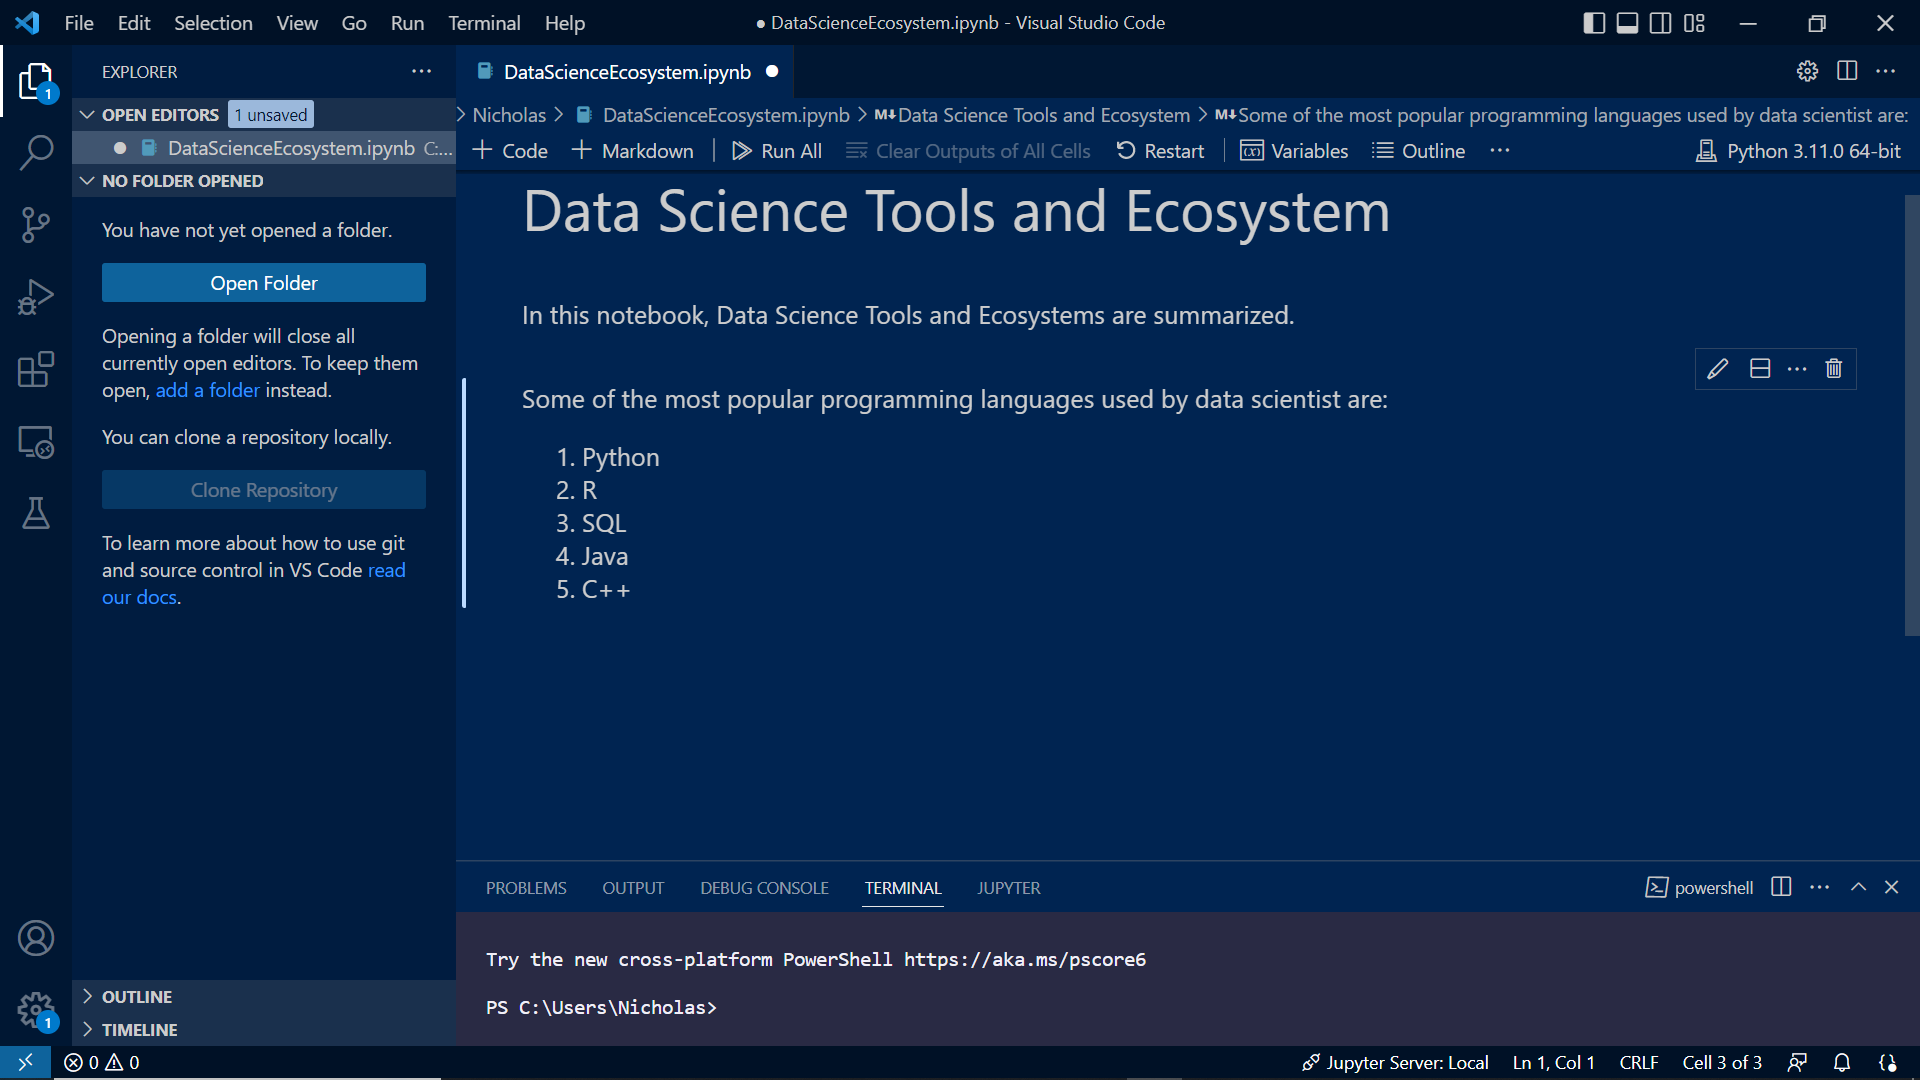 File Edit Selection View Go Run Terminal Help
● DataScienceEcosystem.ipynb - Visual Studio Code
EXPLORER
OPEN EDITORS 1 unsaved
DataScienceEcosystem.ipynb C:...
NO FOLDER OPENED
You have not yet opened a folder.
Open Folder
Opening a folder will close all
currently open editors. To keep them
open, add a folder instead.
You can clone a repository locally.
Clone Repository
To learn more about how to use git
and source control in VS Code read
our docs.
OUTLINE
TIMELINE
1
1
DataScienceEcosystem.ipynb
> Nicholas > DataScienceEcosystem.ipynb > M↓Data Science Tools and Ecosystem > M↓Some of the most popular programming languages used by data scientist are:
+ Code + Markdown | Run All Clear Outputs of All Cells Restart | Variables Outline ... Python 3.11.0 64-bit
Data Science Tools and Ecosystem
In this notebook, Data Science Tools and Ecosystems are summarized.
Some of the most popular programming languages used by data scientist are:
1. Python
2. R
3. SQL
4. Java
5. C++
PROBLEMS OUTPUT DEBUG CONSOLE TERMINAL JUPYTER powershell
Try the new cross-platform PowerShell https://aka.ms/pscore6
PS C:\Users\Nicholas>
0 0 Jupyter Server: Local Ln 1, Col 1 CRLF Cell 3 of 3